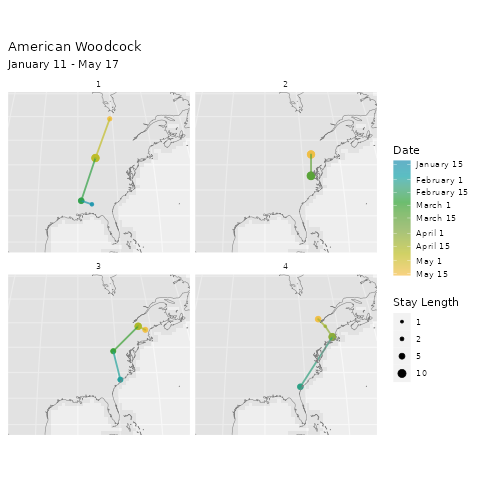 American Woodcock
January 11 - May 17
1
2
3
4
Date
January 15
February 1
February 15
March 1
March 15
April 1
April 15
May 1
May 15
Stay Length
1
2
5
10